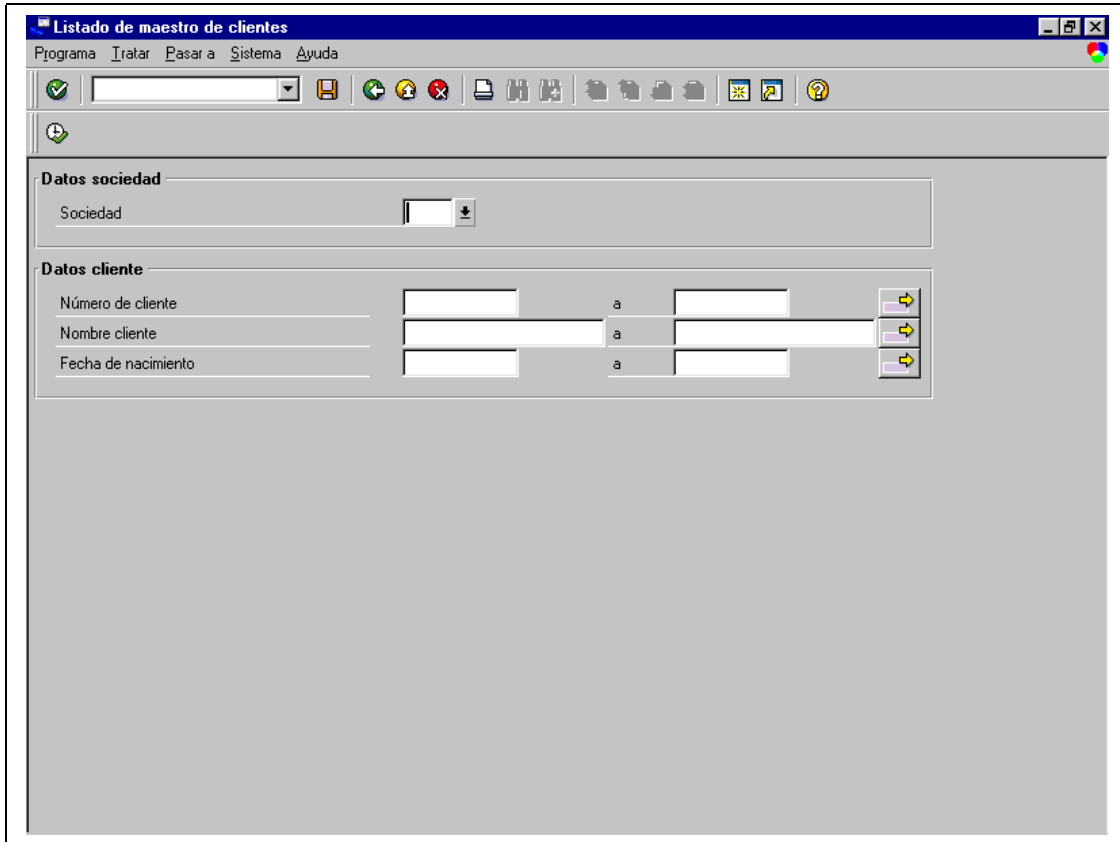 Listado de maestro de clientes
Programa Tratar Pasar a Sistema Ayuda
Datos sociedad
Sociedad
Datos cliente
Número de cliente a
Nombre cliente a
Fecha de nacimiento a